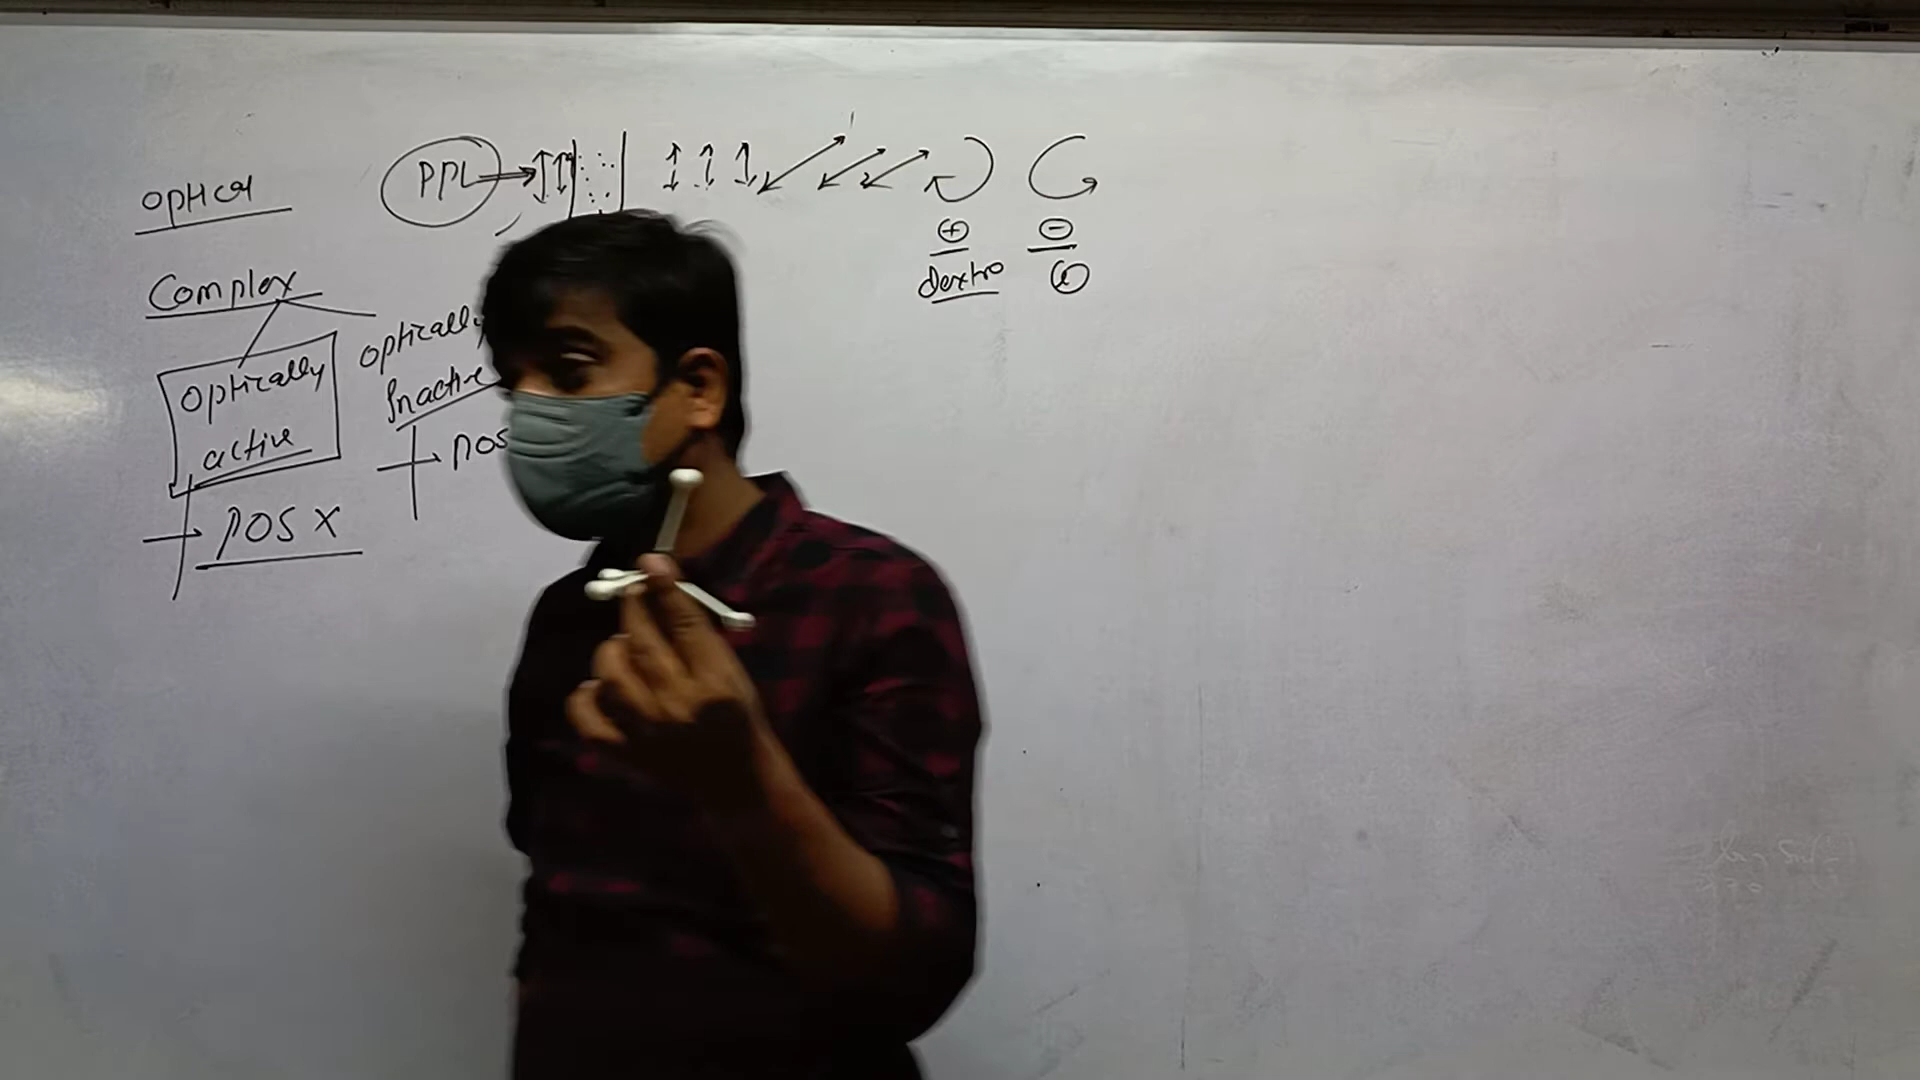 optical
PPL
+
-
dextro
l
Complex
Optically
active
Optically
Inactive
POS
POS X